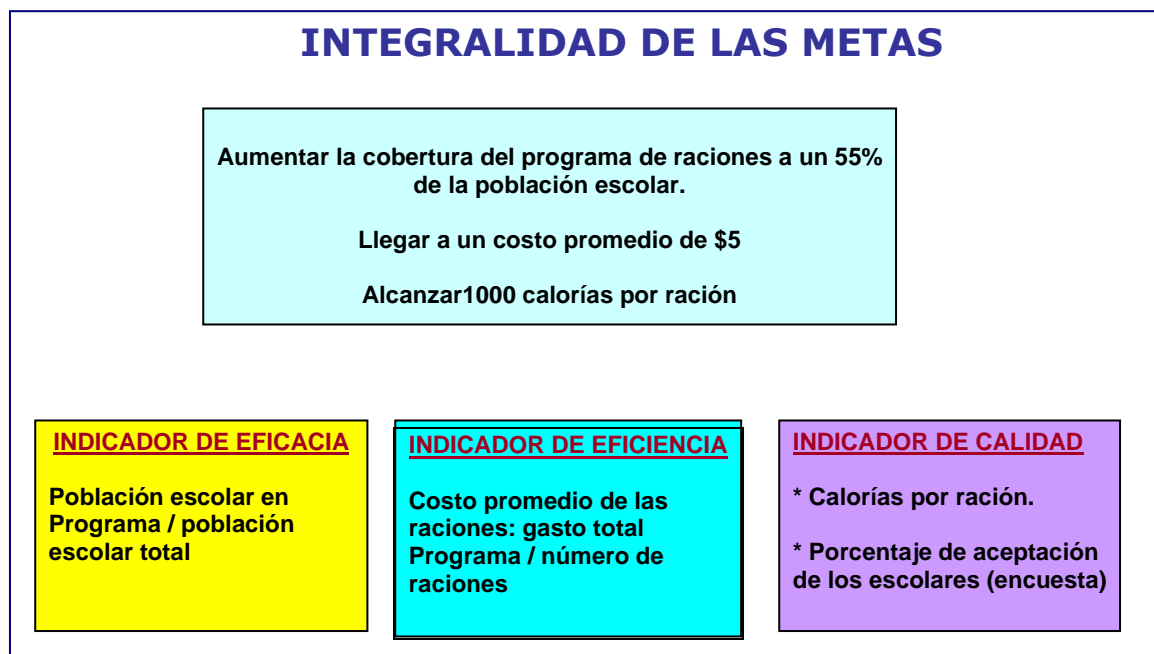 INTEGRALIDAD DE LAS METAS
Aumentar la cobertura del programa de raciones a un 55%
de la población escolar.
Llegar a un costo promedio de $5
Alcanzar1000 calorías por ración
INDICADOR DE EFICACIA
Población escolar en
Programa / población
escolar total
INDICADOR DE EFICIENCIA
Costo promedio de las
raciones: gasto total
Programa / número de
raciones
INDICADOR DE CALIDAD
* Calorías por ración.
* Porcentaje de aceptación
de los escolares (encuesta)